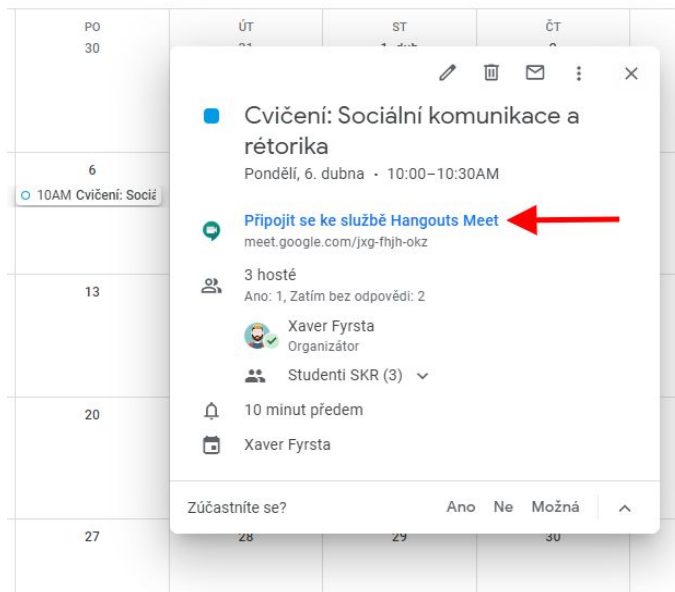 PO ÚT ST ČT
30 31 1. dub
Cvičení: Sociální komunikace a
rétorika
Pondělí, 6. dubna · 10:00–10:30AM
6
10AM Cvičení: Sociá
Připojit se ke službě Hangouts Meet
meet.google.com/jxg-fhjh-okz
3 hosté
Ano: 1, Zatím bez odpovědi: 2
13
Xaver Fyrsta
Organizátor
Studenti SKR (3)
20
10 minut předem
Xaver Fyrsta
Zúčastníte se? Ano Ne Možná
27 28 29 30